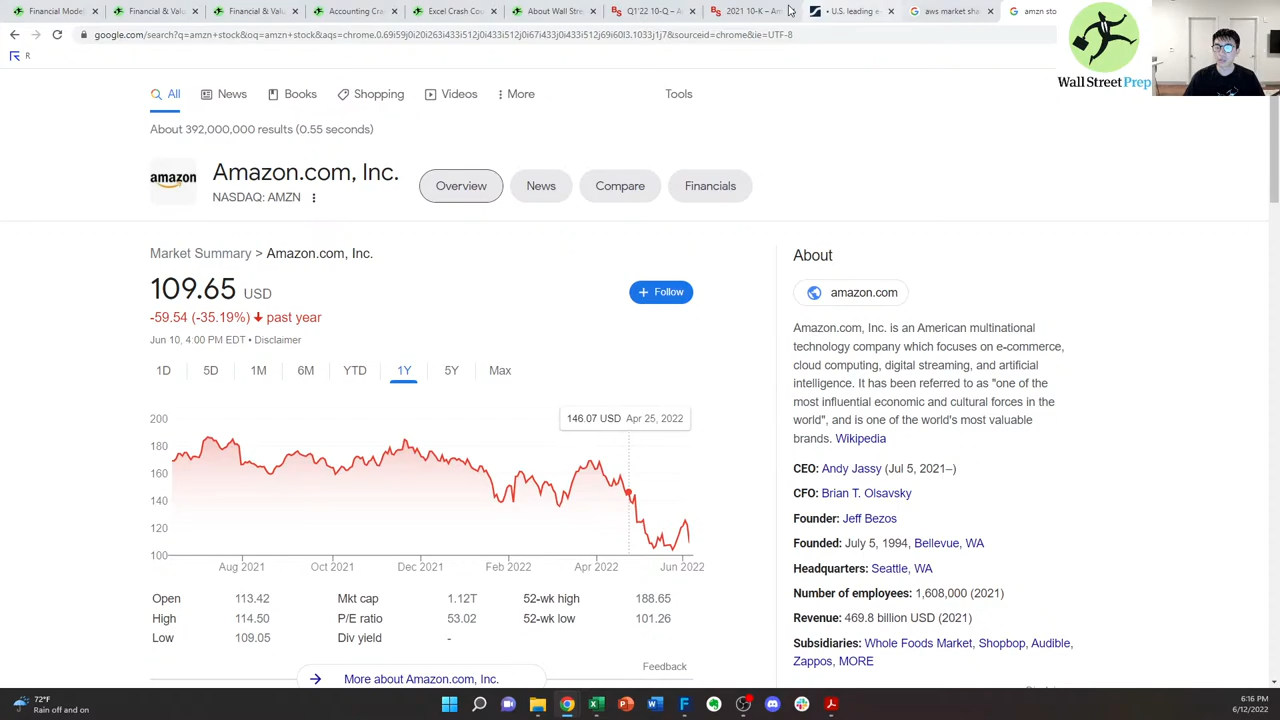 Financial Mode
Financial & Valu
Financial & Valu
Accounting Cra
Excel Crash Co
About Wall Stre
Q1'22 10-Q – A
2021 10-K – Am
• U.S. leading e-
aws market sha
amzn sto
google.com/search?q=amzn+stock&oq=amzn+stock&aqs=chrome.0.69i59j0i20i263i433i512j0i433i512j0i67i433j0i433i512j69i60l3.1033j1j7&sourceid=chrome&ie=UTF-8
R
Wall Street Prep
All
News
Books
Shopping
Videos
More
Tools
About 392,000,000 results (0.55 seconds)
amazon
Amazon.com, Inc.
NASDAQ: AMZN
Overview
News
Compare
Financials
Market Summary > Amazon.com, Inc.
109.65 USD
-59.54 (-35.19%) past year
Jun 10, 4:00 PM EDT • Disclaimer
+ Follow
1D
5D
1M
6M
YTD
1Y
5Y
Max
146.07 USD Apr 25, 2022
200
180
160
140
120
100
Aug 2021
Oct 2021
Dec 2021
Feb 2022
Apr 2022
Jun 2022
Open 113.42
Mkt cap 1.12T
52-wk high 188.65
High 114.50
P/E ratio 53.02
52-wk low 101.26
Low 109.05
Div yield -
Feedback
More about Amazon.com, Inc.
About
amazon.com
Amazon.com, Inc. is an American multinational
technology company which focuses on e-commerce,
cloud computing, digital streaming, and artificial
intelligence. It has been referred to as "one of the
most influential economic and cultural forces in the
world", and is one of the world's most valuable
brands. Wikipedia
CEO: Andy Jassy (Jul 5, 2021–)
CFO: Brian T. Olsavsky
Founder: Jeff Bezos
Founded: July 5, 1994, Bellevue, WA
Headquarters: Seattle, WA
Number of employees: 1,608,000 (2021)
Revenue: 469.8 billion USD (2021)
Subsidiaries: Whole Foods Market, Shopbop, Audible,
Zappos, MORE
72°F
Rain off and on
6:16 PM
6/12/2022